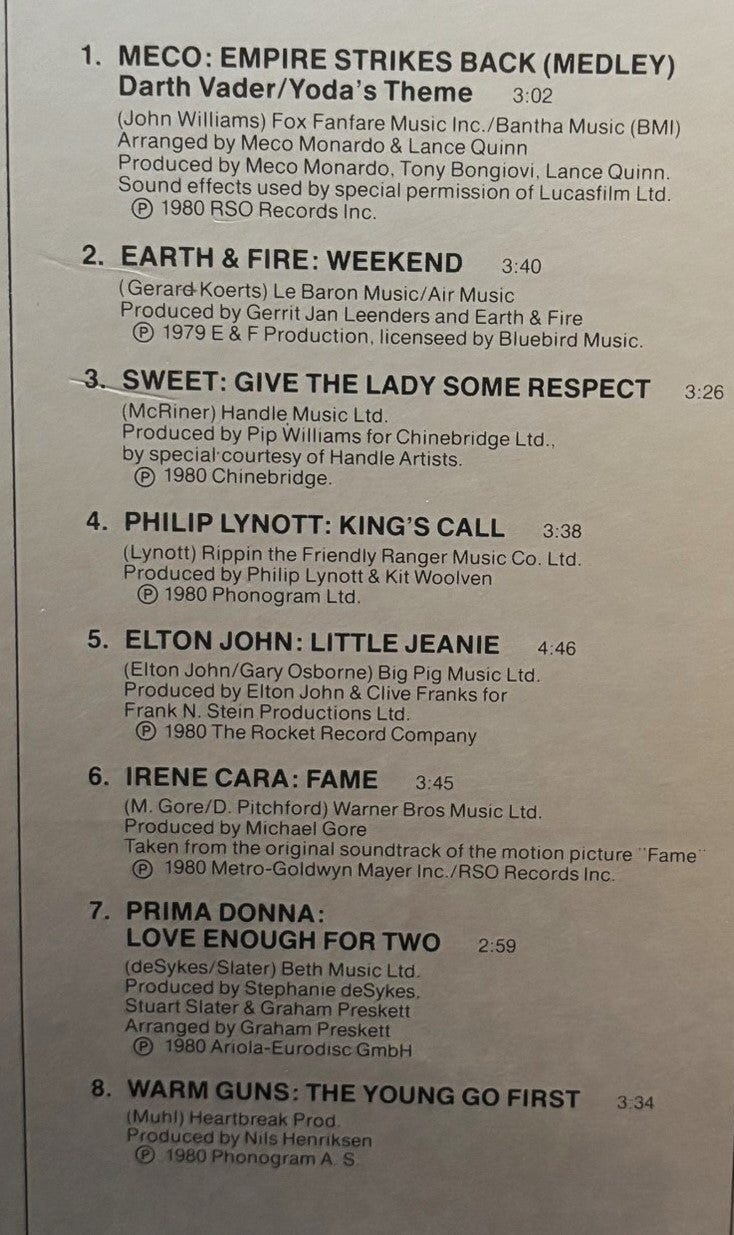 1. MECO: EMPIRE STRIKES BACK (MEDLEY)
Darth Vader/Yoda's Theme 3:02
(John Williams) Fox Fanfare Music Inc./Bantha Music (BMI)
Arranged by Meco Monardo & Lance Quinn
Produced by Meco Monardo, Tony Bongiovi, Lance Quinn.
Sound effects used by special permission of Lucasfilm Ltd.
Ⓟ 1980 RSO Records Inc.
2. EARTH & FIRE: WEEKEND 3:40
(Gerard Koerts) Le Baron Music/Air Music
Produced by Gerrit Jan Leenders and Earth & Fire
Ⓟ 1979 E & F Production, licenseed by Bluebird Music.
3. SWEET: GIVE THE LADY SOME RESPECT 3:26
(McRiner) Handle Music Ltd.
Produced by Pip Williams for Chinebridge Ltd.,
by special courtesy of Handle Artists.
Ⓟ 1980 Chinebridge.
4. PHILIP LYNOTT: KING'S CALL 3:38
(Lynott) Rippin the Friendly Ranger Music Co. Ltd.
Produced by Philip Lynott & Kit Woolven
Ⓟ 1980 Phonogram Ltd.
5. ELTON JOHN: LITTLE JEANIE 4:46
(Elton John/Gary Osborne) Big Pig Music Ltd.
Produced by Elton John & Clive Franks for
Frank N. Stein Productions Ltd.
Ⓟ 1980 The Rocket Record Company
6. IRENE CARA: FAME 3:45
(M. Gore/D. Pitchford) Warner Bros Music Ltd.
Produced by Michael Gore
Taken from the original soundtrack of the motion picture "Fame"
Ⓟ 1980 Metro-Goldwyn Mayer Inc./RSO Records Inc.
7. PRIMA DONNA:
LOVE ENOUGH FOR TWO 2:59
(deSykes/Slater) Beth Music Ltd.
Produced by Stephanie deSykes,
Stuart Slater & Graham Preskett
Arranged by Graham Preskett
Ⓟ 1980 Ariola-Eurodisc GmbH
8. WARM GUNS: THE YOUNG GO FIRST 3:34
(Muhl) Heartbreak Prod.
Produced by Nils Henriksen
Ⓟ 1980 Phonogram A. S